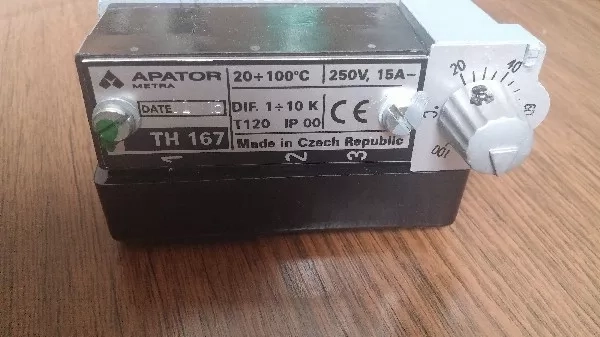 APATOR
METRA
DATE
TH 167
20÷100°C
250V, 15A~
DIF. 1÷10 K
T120 IP 00
CE
Made in Czech Republic
1 2 3
20
60
100
°C